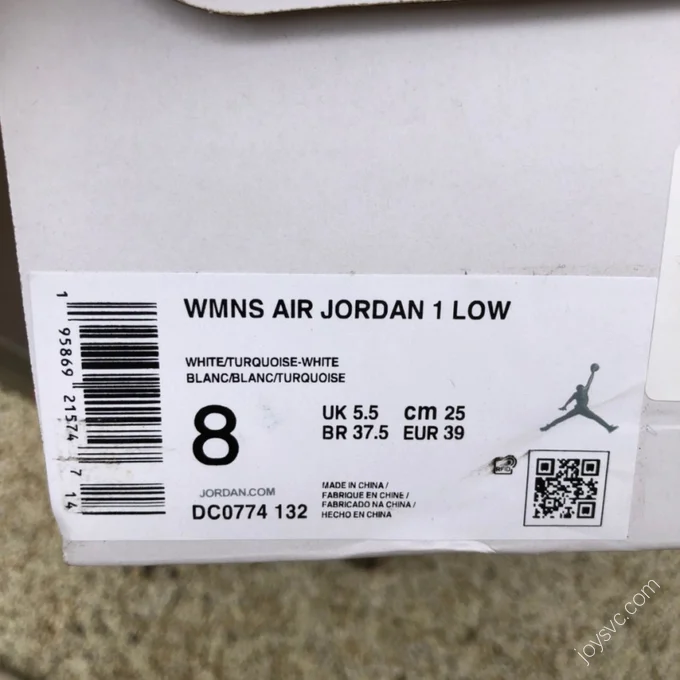 WMNS AIR JORDAN 1 LOW
WHITE/TURQUOISE-WHITE
BLANC/BLANC/TURQUOISE
8
UK 5.5 cm 25
BR 37.5 EUR 39
JORDAN.COM
DC0774 132
MADE IN CHINA /
FABRIQUE EN CHINE /
FABRICADO NA CHINA /
HECHO EN CHINA
1 95869 21574 7 14
joysvc.com